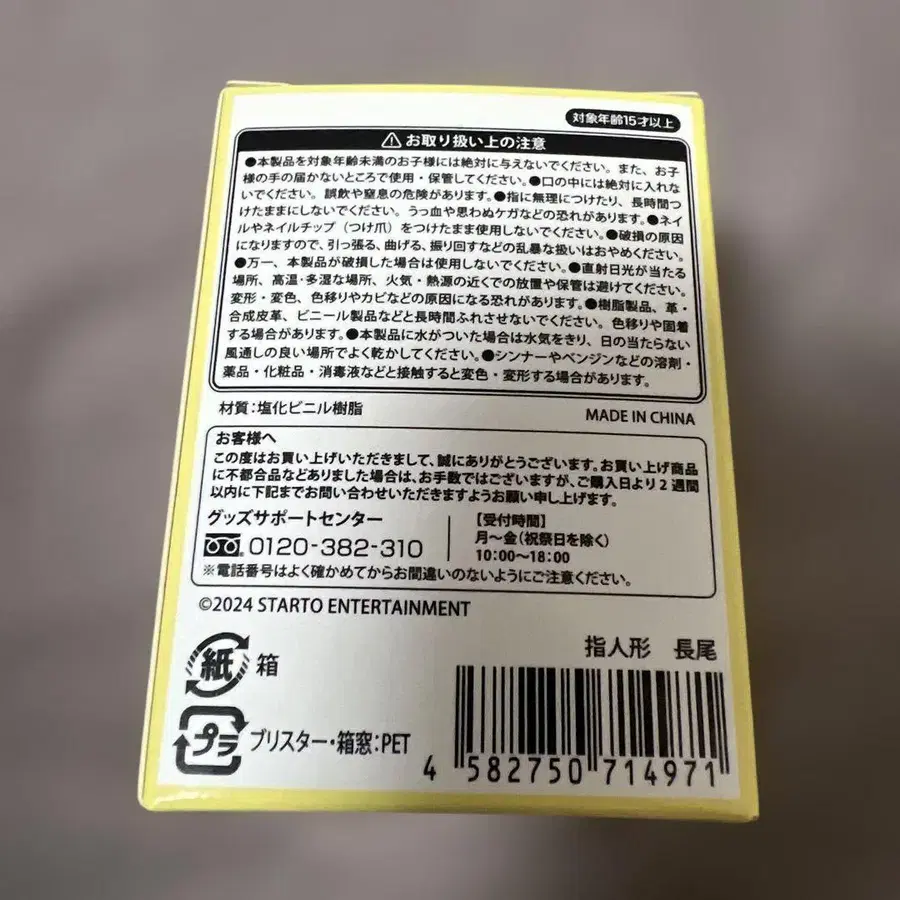 対象年齢15才以上
⚠お取り扱い上の注意
●本製品を対象年齢未満のお子様には絶対に与えないでください。また、お子
様の手の届かないところで使用・保管してください。●口の中には絶対に入れな
いでください。誤飲や窒息の危険があります。●指に無理につけたり、長時間つ
けたままにしないでください。うっ血や思わぬケガなどの恐れがあります。●ネイ
ルやネイルチップ（つけ爪）をつけたまま使用しないでください。●破損の原因
になりますので、引っ張る、曲げる、振り回すなどの乱暴な扱いはおやめください。
●万一、本製品が破損した場合は使用しないでください。●直射日光が当たる
場所、高温・多湿な場所、火気・熱源の近くでの放置や保管は避けてください。
変形・変色、色移りやカビなどの原因になる恐れがあります。●樹脂製品、革・
合成皮革、ビニール製品などと長時間ふれさせないでください。色移りや固着
する場合があります。●本製品に水がついた場合は水気をきり、日の当たらない
風通しの良い場所でよく乾かしてください。●シンナーやベンジンなどの溶剤・
薬品・化粧品・消毒液などと接触すると変色・変形する場合があります。
材質：塩化ビニル樹脂 MADE IN CHINA
お客様へ
この度はお買い上げいただきまして、誠にありがとうございます。お買い上げ商品
に不都合品などありました場合は、お手数ではございますが、ご購入日より2週間
以内に下記までお問い合わせいただきますようお願い申し上げます。
グッズサポートセンター
0120-382-310
【受付時間】
月〜金（祝祭日を除く）
10:00〜18:00
※電話番号はよく確かめてからお間違いのないようにご注意ください。
©2024 STARTO ENTERTAINMENT
指人形 長尾
紙 箱
プラ ブリスター・箱窓：PET
4 582750 714971